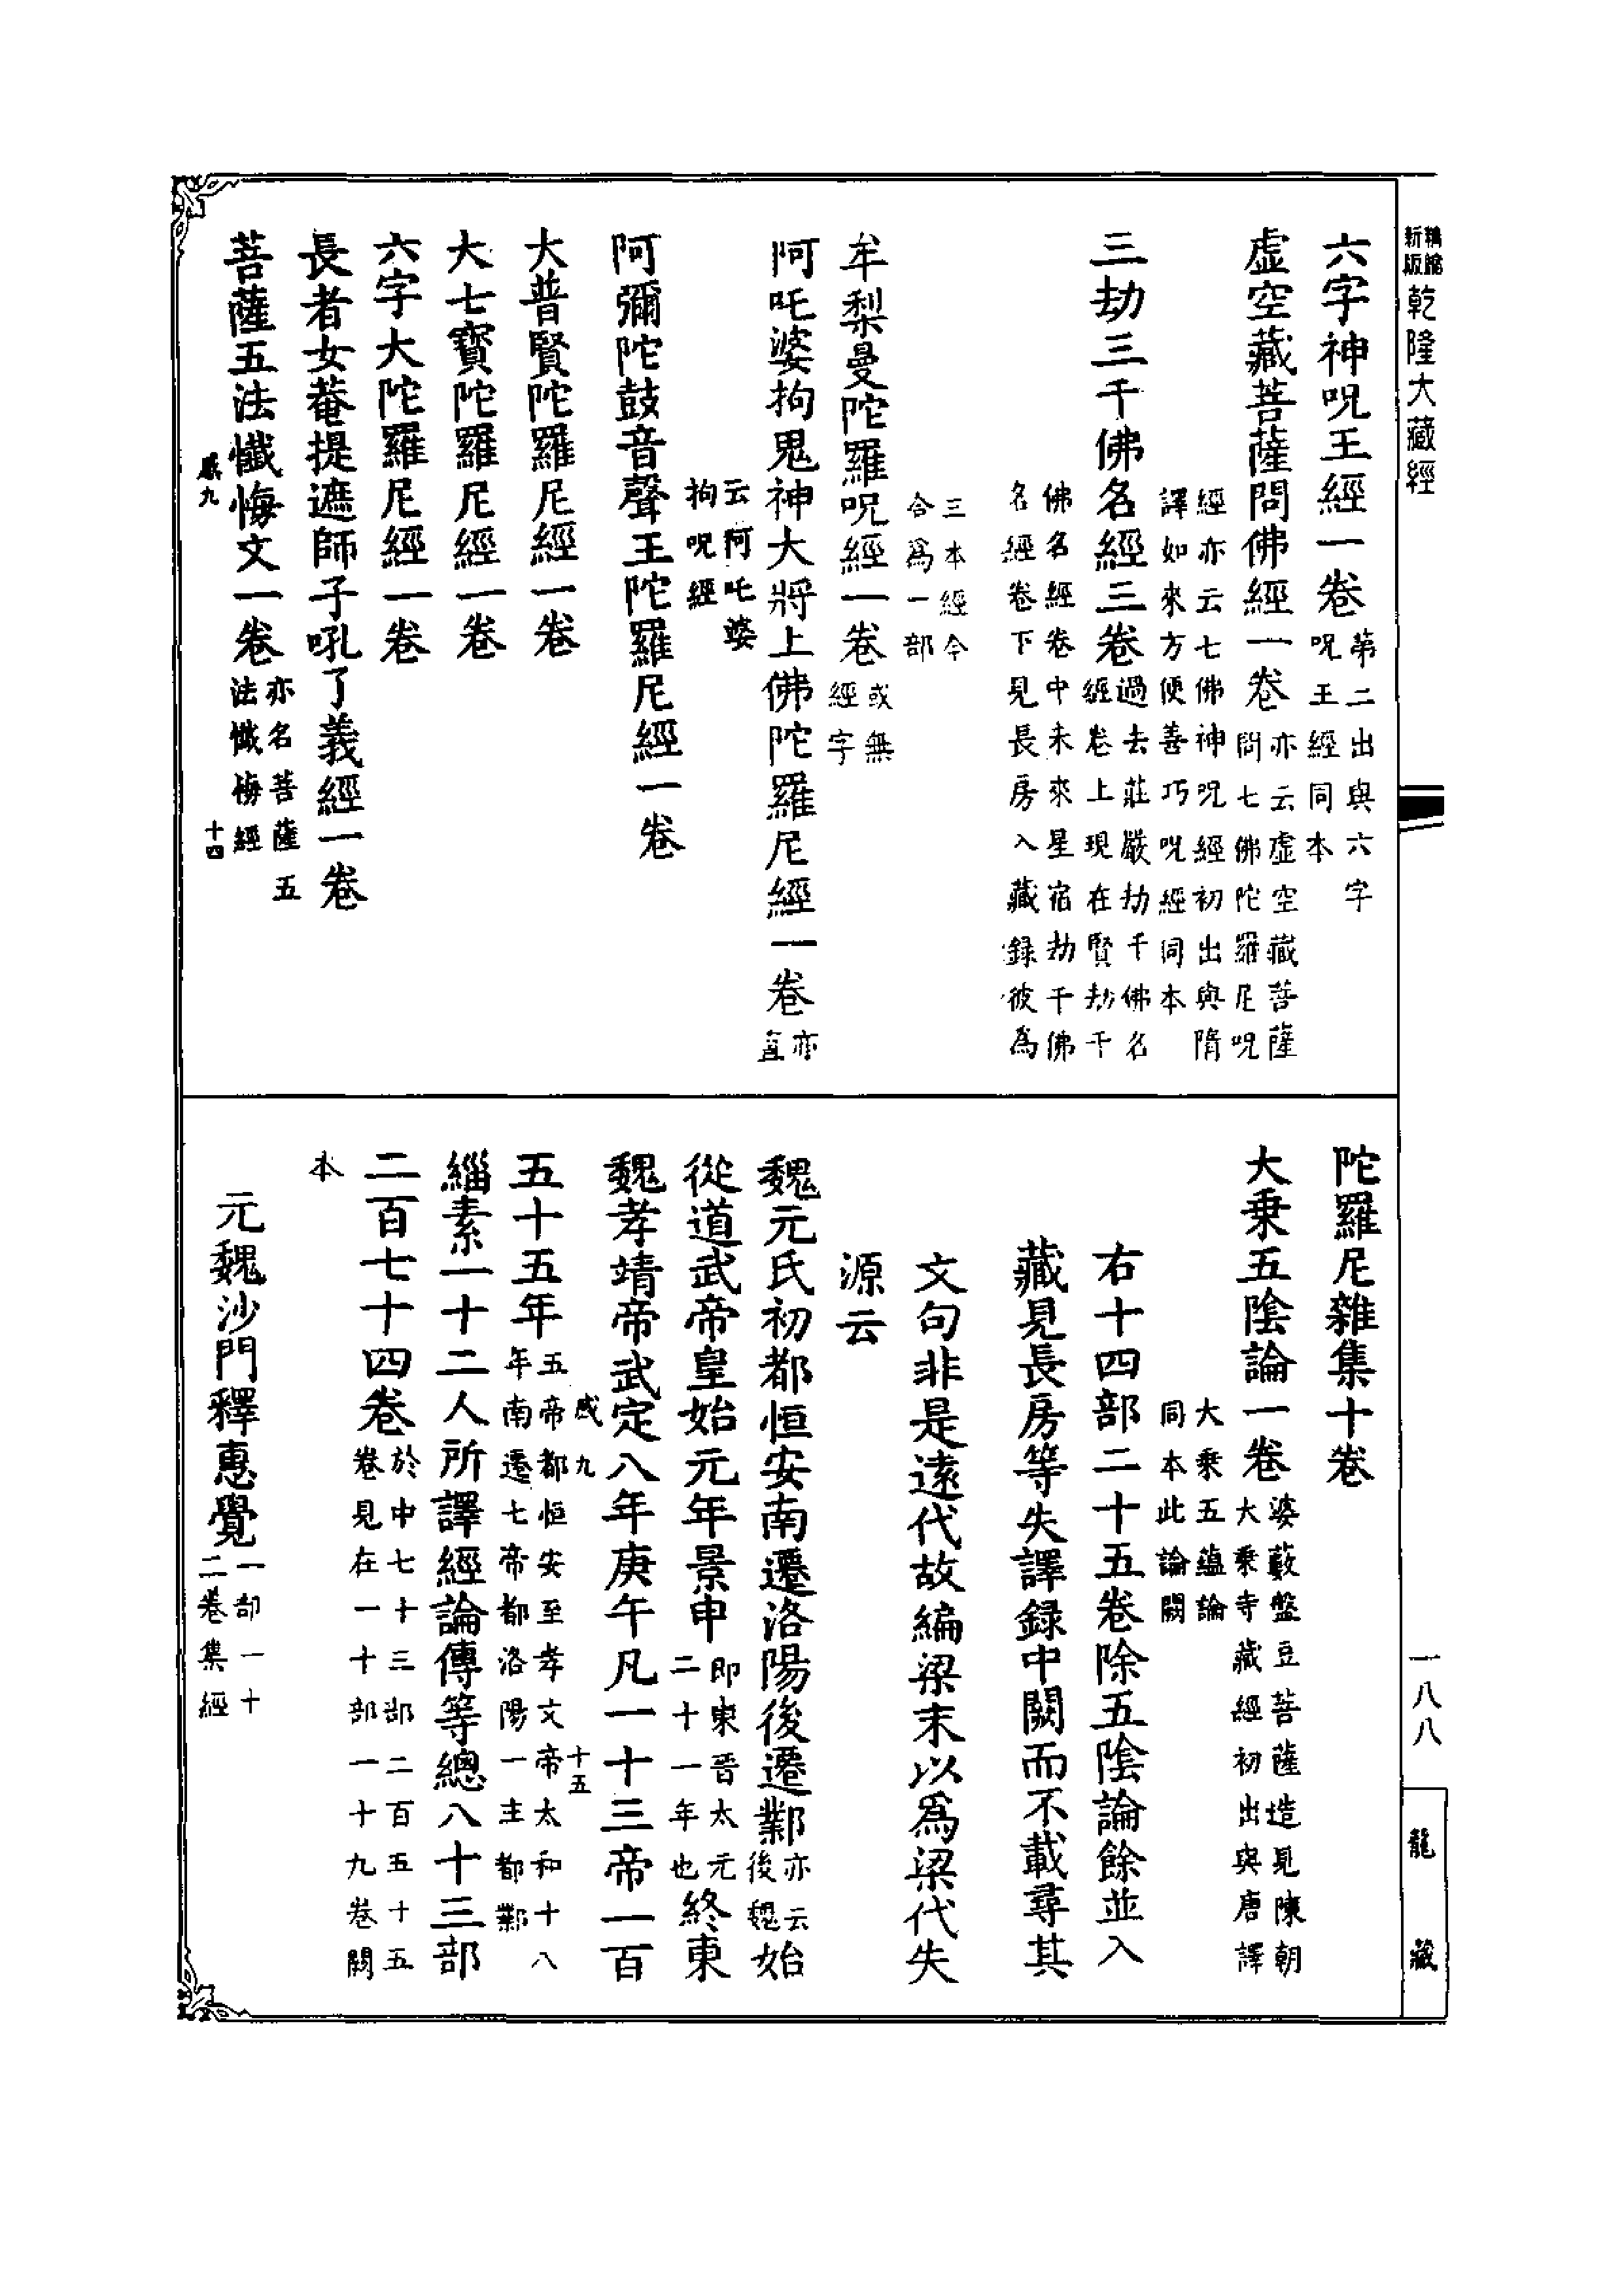 新版
乾隆大藏經
六字神呪王經一卷第二出與六字
呪王經同本
虛空藏菩薩問佛經一卷亦云虛空藏菩薩
問七佛陀羅尼呪
經亦云七佛神呪經初出與隋
譯如來方便善巧呪經同本
三劫三千佛名經三卷過去莊嚴劫千佛名
經卷上現在賢劫千
佛名經卷中未來星宿劫千佛
名經卷下見長房入藏録彼為
三本經今
合為一部
牟梨曼陀羅呪經一卷或無
經字
阿吒婆拘鬼神大將上佛陀羅尼經一卷亦
直
云阿吒婆
拘呪經
阿彌陀鼓音聲王陀羅尼經一卷
大普賢陀羅尼經一卷
大七寳陀羅尼經一卷
六字大陀羅尼經一卷
長者女菴提遮師子吼了義經一卷
菩薩五法懺悔文一卷亦名菩薩五
法懺悔經
九 十四
陀羅尼雜集十卷
大乗五隂論一卷婆藪盤豆菩薩造見陳朝
大乗寺藏經初出與唐譯
大乗五藴論
同本此論闕
右十四部二十五卷除五隂論餘並入
藏見長房等失譯録中闕而不載尋其
文句非是遠代故編梁末以為梁代失
源云
魏元氏初都恒安南遷洛陽後遷鄴亦云
後魏始
從道武帝皇始元年景申即東晋太元
二十一年也終東
魏孝靖帝武定八年庚午凡一十三帝一百
九 十五
五十五年五帝都恒安至孝文帝太和十八
年南遷七帝都洛陽一主都鄴
緇素一十二人所譯經論傳等總八十三部
二百七十四卷於中七十三部二百五十五
卷見在一十部一十九卷闕
本
元魏沙門釋惠覺一部一十
二卷集經
一八八
龍藏